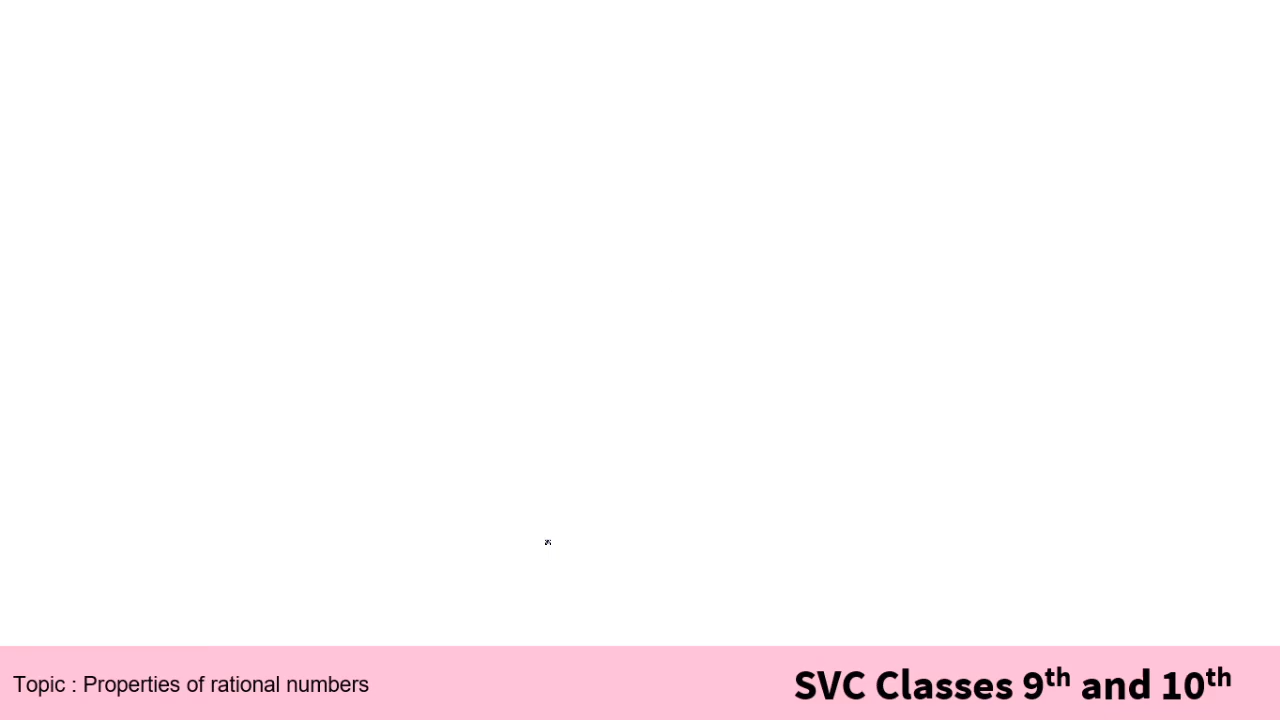 Topic : Properties of rational numbers
SVC Classes 9th and 10th